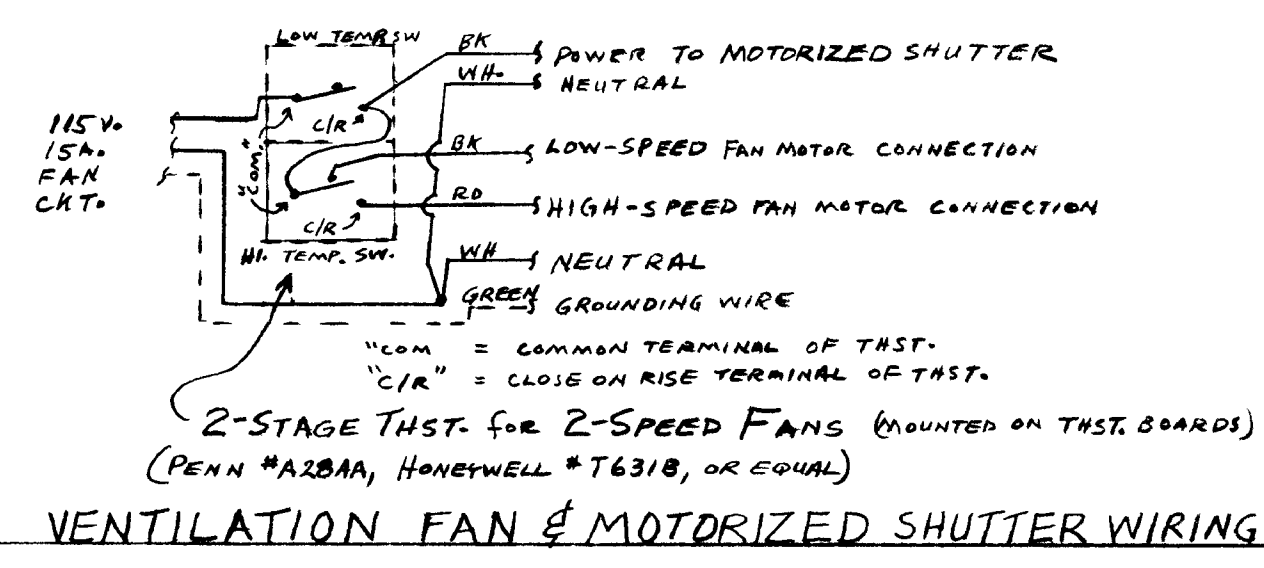 LOW TEMP SW
BK
POWER TO MOTORIZED SHUTTER
WH.
NEUTRAL
115 V.
15A.
FAN
CKT.
"COM."
C/R
BK
LOW-SPEED FAN MOTOR CONNECTION
RD
HIGH-SPEED FAN MOTOR CONNECTION
C/R
HI. TEMP. SW.
WH
NEUTRAL
GREEN
GROUNDING WIRE
"COM = COMMON TERMINAL OF THST.
"C/R" = CLOSE ON RISE TERMINAL OF THST.
2-STAGE THST. for 2-SPEED FANS (MOUNTED ON THST. BOARDS)
(PENN #A28AA, HONEYWELL #T631B, OR EQUAL)
VENTILATION FAN & MOTORIZED SHUTTER WIRING